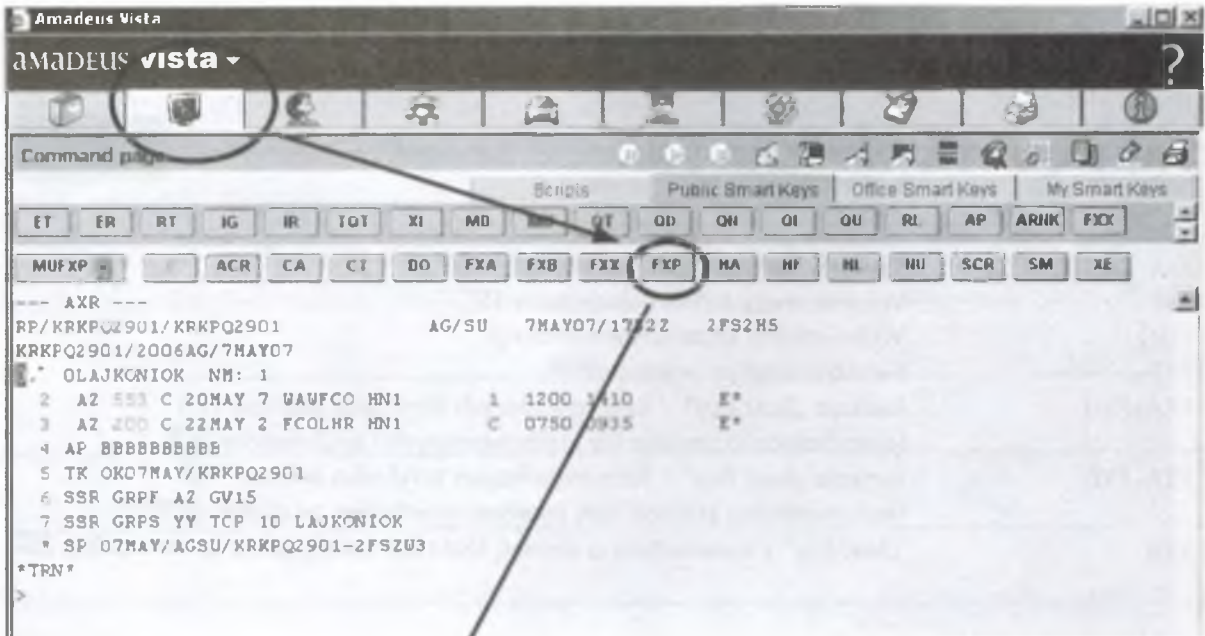 Amadeus Vista
amadeus vista
?
Command page
Scripts Public Smart Keys Office Smart Keys My Smart Keys
ET ER RT IG IR TQT XI MD QT QD QN QI QU RL AP ARNK FXX
MUFXP ACR CA CT DO FXA FXB FXX FXP MA MF ML NU SCR SM XE
--- AXR ---
RP/KRKPQ2901/KRKPQ2901 AG/SU 7MAY07/ 2FS2H5
KRKPQ2901/2006AG/7MAY07
OLAJKONIOK NM: 1
2 AZ 553 C 20MAY 7 WAWFCO HN1 1 1200 1410 E*
3 AZ 200 C 22MAY 2 FCOLHR HN1 C 0750 0935 E*
4 AP BBBBBBBBBB
5 TK OK07MAY/KRKPQ2901
6 SSR GRPF AZ GV15
7 SSR GRPS YY TCP 10 LAJKONIOK
* SP 07MAY/AGSU/KRKPQ2901-2FSZW3
*TRN*
>